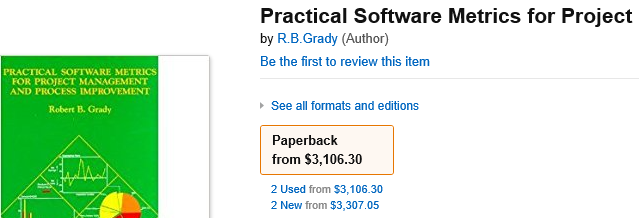 Practical Software Metrics for Project
by R.B.Grady (Author)
Be the first to review this item
See all formats and editions
Paperback
from $3,106.30
2 Used from $3,106.30
2 New from $3,307.05
PRACTICAL SOFTWARE METRICS
FOR PROJECT MANAGEMENT
AND PROCESS IMPROVEMENT
Robert B. Grady